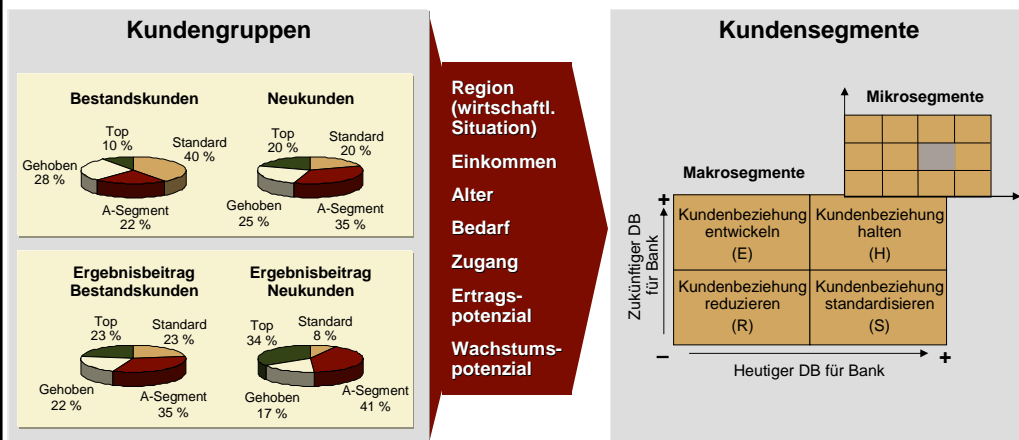 Kundengruppen
Bestandskunden
Neukunden
Top
10 %
Standard
40 %
Gehoben
28 %
A-Segment
22 %
Top
20 %
Standard
20 %
Gehoben
25 %
A-Segment
35 %
Ergebnisbeitrag
Bestandskunden
Ergebnisbeitrag
Neukunden
Top
23 %
Standard
23 %
Gehoben
22 %
A-Segment
35 %
Top
34 %
Standard
8 %
Gehoben
17 %
A-Segment
41 %
Region
(wirtschaftl.
Situation)
Einkommen
Alter
Bedarf
Zugang
Ertrags-
potenzial
Wachstums-
potenzial
Kundensegmente
Mikrosegmente
Makrosegmente
+
Zukünftiger DB
für Bank
Kundenbeziehung
entwickeln
(E)
Kundenbeziehung
halten
(H)
Kundenbeziehung
reduzieren
(R)
Kundenbeziehung
standardisieren
(S)
–
+
Heutiger DB für Bank